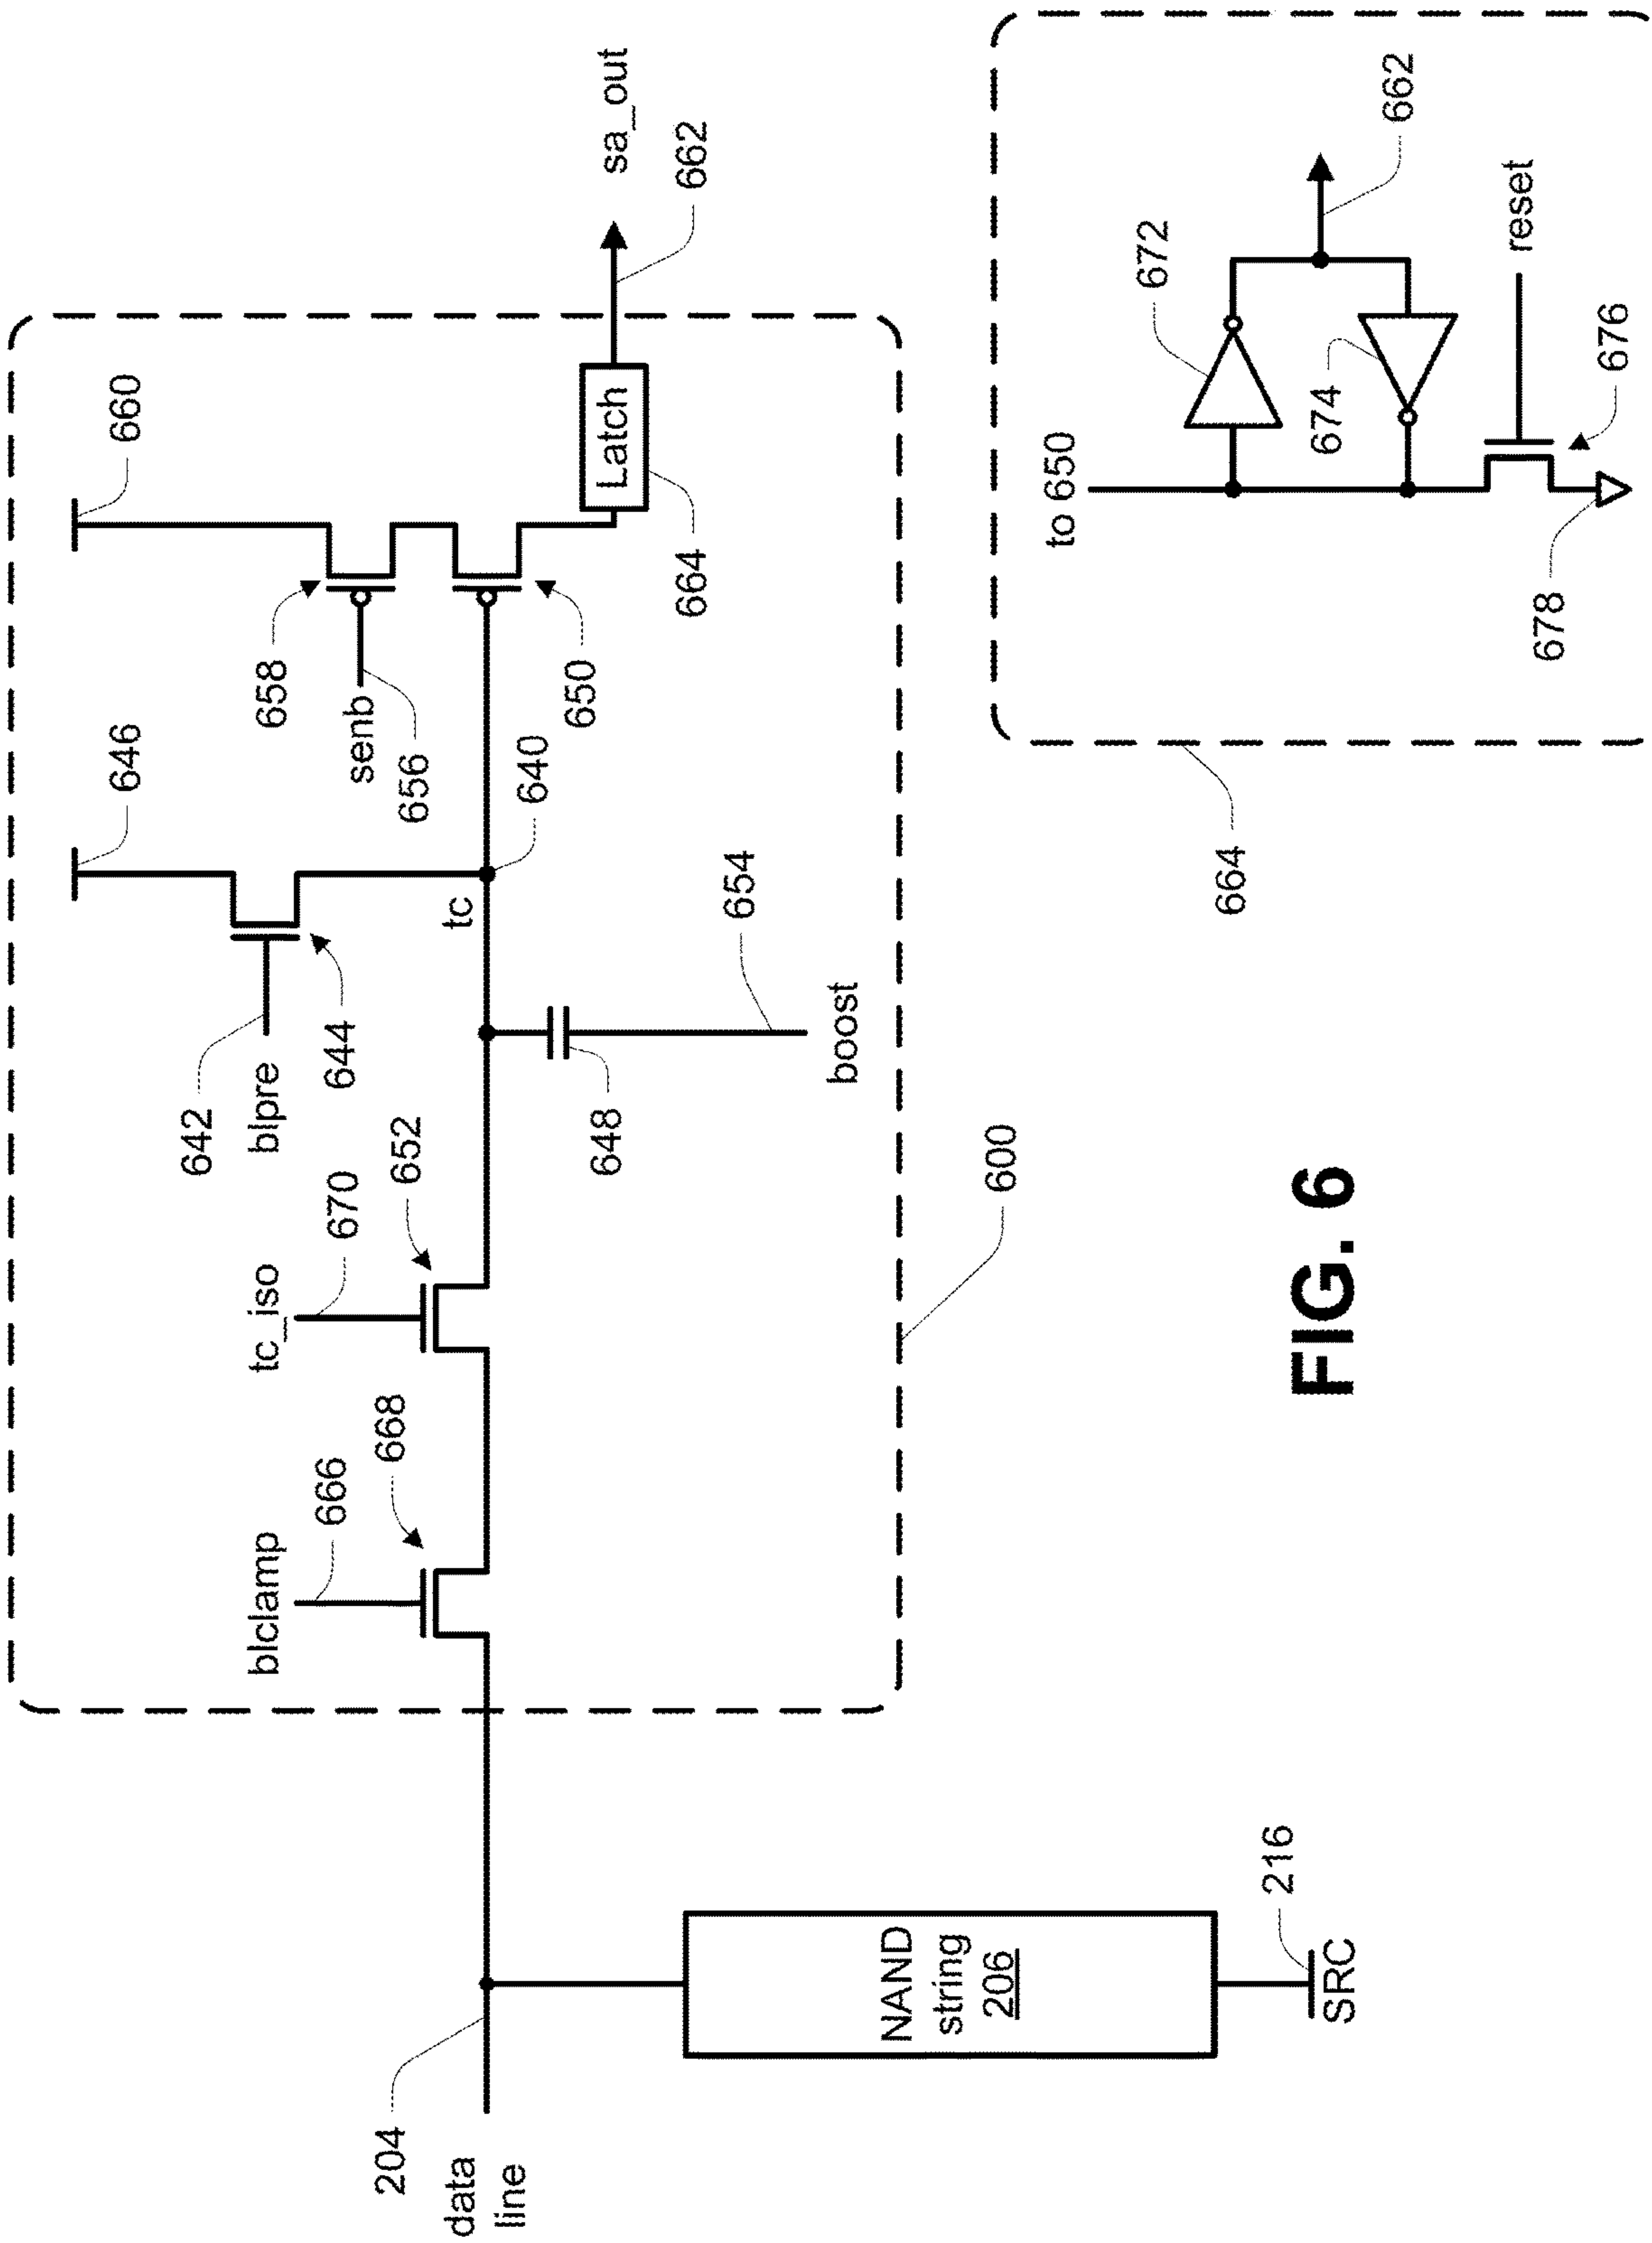 660
646
sa_out
662
Latch
664
658
senb
656
650
640
tc
642
blpre
644
648
654
boost
652
670
tc_iso
668
666
blclamp
600
204
data
line
NAND
string
206
216
SRC
to 650
672
674
662
reset
676
678
664
FIG. 6